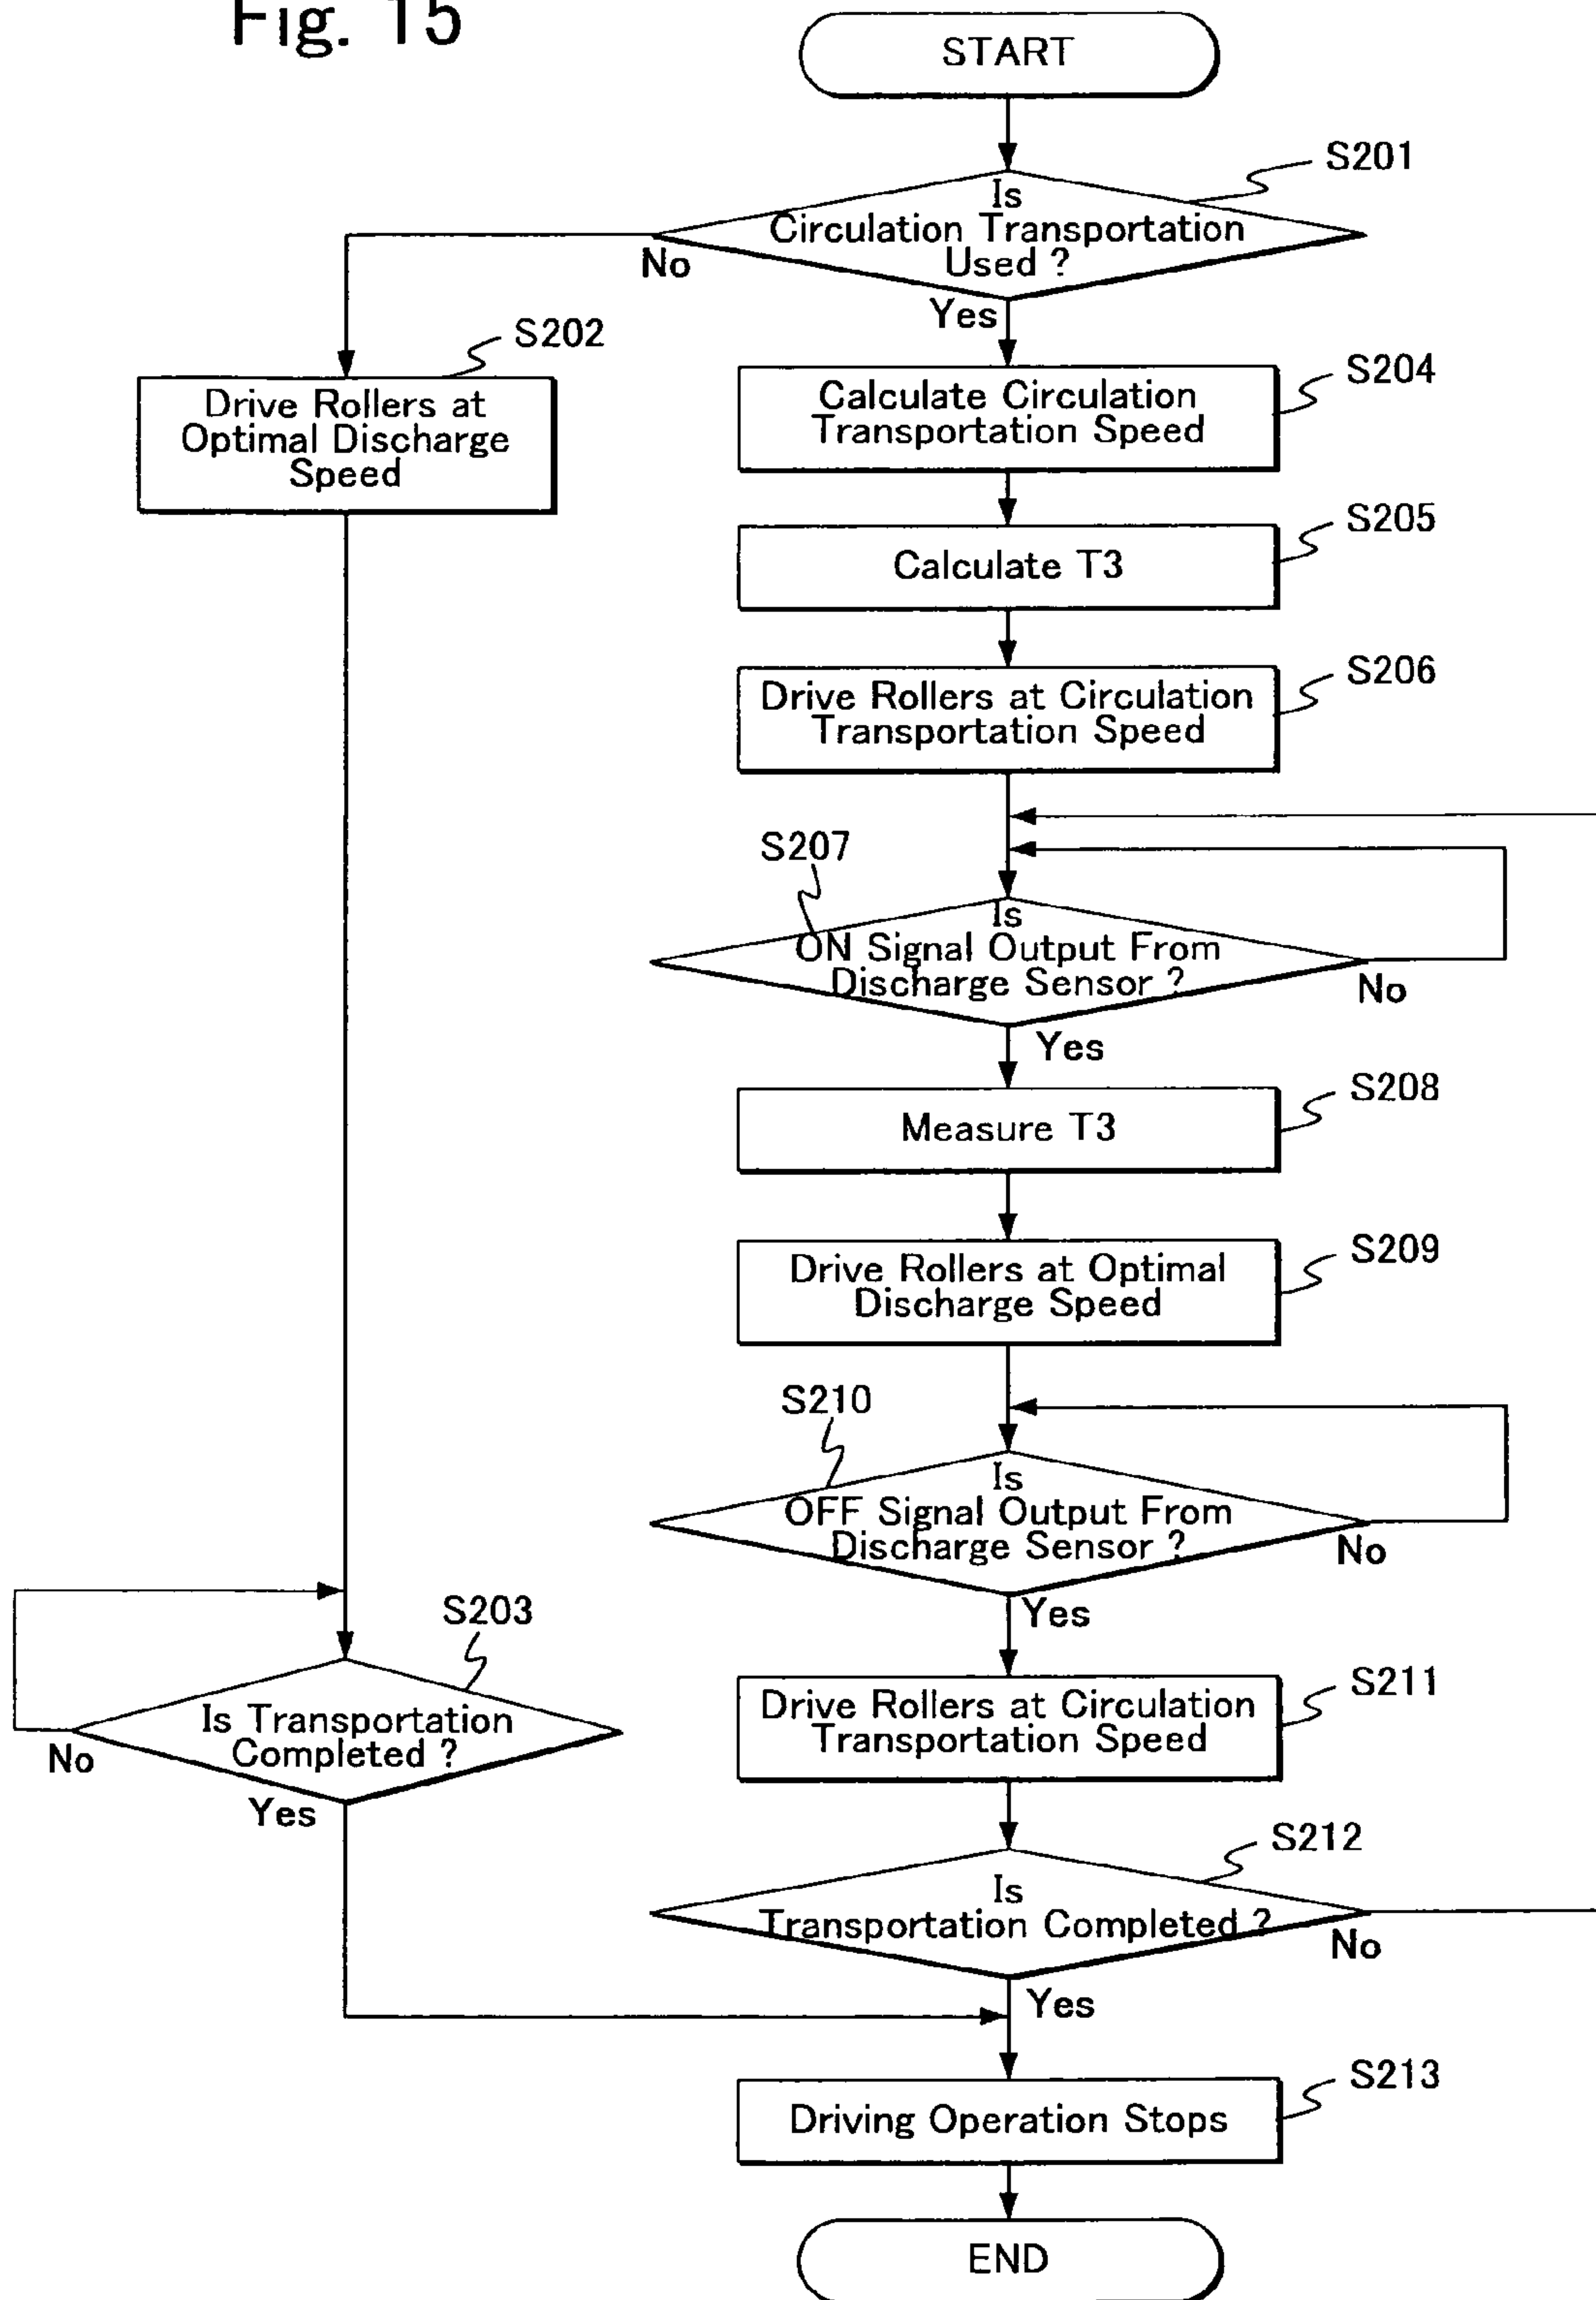 Fig. 15
START
S201
Is
Circulation Transportation
Used ?
No
Yes
S202
Drive Rollers at
Optimal Discharge
Speed
S204
Calculate Circulation
Transportation Speed
S205
Calculate T3
S206
Drive Rollers at Circulation
Transportation Speed
S207
Is
ON Signal Output From
Discharge Sensor ?
No
Yes
S208
Measure T3
S209
Drive Rollers at Optimal
Discharge Speed
S210
Is
OFF Signal Output From
Discharge Sensor ?
No
Yes
S203
Is Transportation
Completed ?
No
Yes
S211
Drive Rollers at Circulation
Transportation Speed
S212
Is
Transportation Completed ?
No
Yes
S213
Driving Operation Stops
END